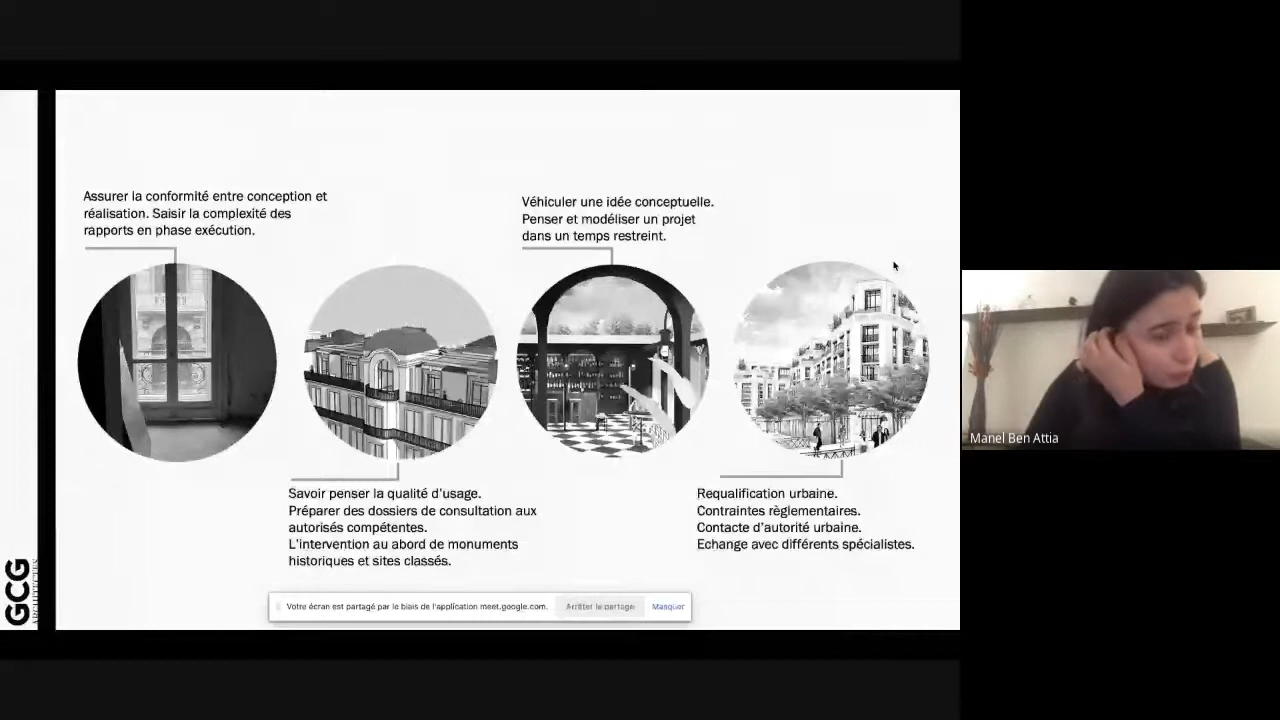 Assurer la conformité entre conception et
réalisation. Saisir la complexité des
rapports en phase exécution.
Véhiculer une idée conceptuelle.
Penser et modéliser un projet
dans un temps restreint.
Savoir penser la qualité d'usage.
Préparer des dossiers de consultation aux
autorisés compétentes.
L'intervention au abord de monuments
historiques et sites classés.
Requalification urbaine.
Contraintes règlementaires.
Contacte d'autorité urbaine.
Echange avec différents spécialistes.
GCG
ARCHITECTES
Votre écran est partagé par le biais de l'application meet.google.com.
Arrêter le partage
Masquer
Manel Ben Attia